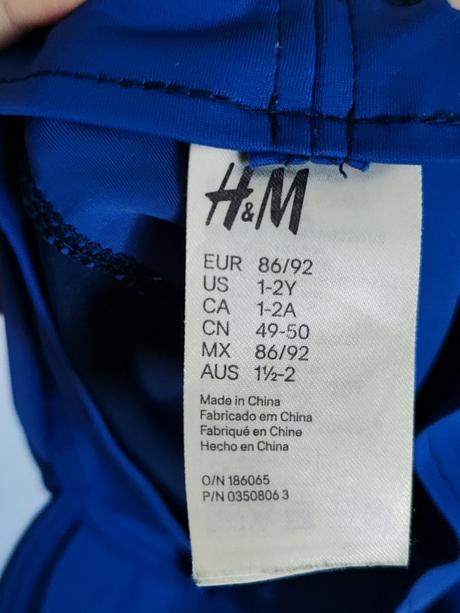 H&M
EUR 86/92
US 1-2Y
CA 1-2A
CN 49-50
MX 86/92
AUS 1½-2
Made in China
Fabricado em China
Fabriqué en Chine
Hecho en China
O/N 186065
P/N 0350806 3